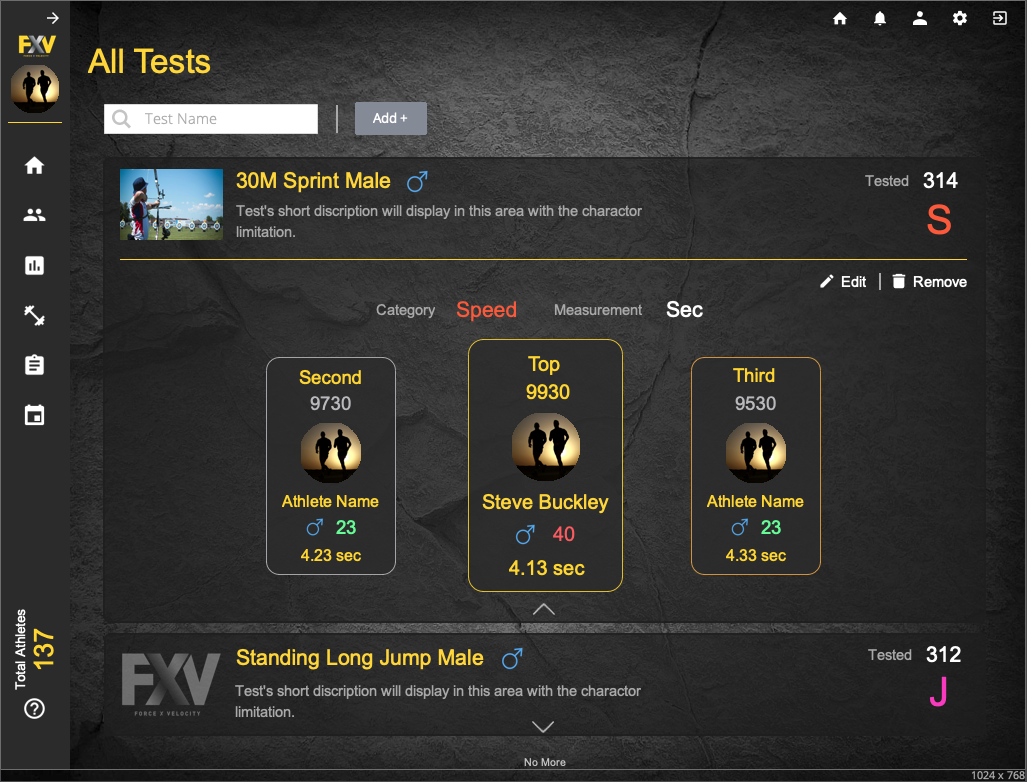 FXV
FORCE X VELOCITY
All Tests
Test Name
Add +
30M Sprint Male
Tested 314
Test's short discription will display in this area with the charactor
limitation.
S
Edit | Remove
Category Speed Measurement Sec
Second
9730
Athlete Name
23
4.23 sec
Top
9930
Steve Buckley
40
4.13 sec
Third
9530
Athlete Name
23
4.33 sec
FXV
FORCE X VELOCITY
Standing Long Jump Male
Tested 312
Test's short discription will display in this area with the charactor
limitation.
J
Total Athletes
137
No More
1024 x 768